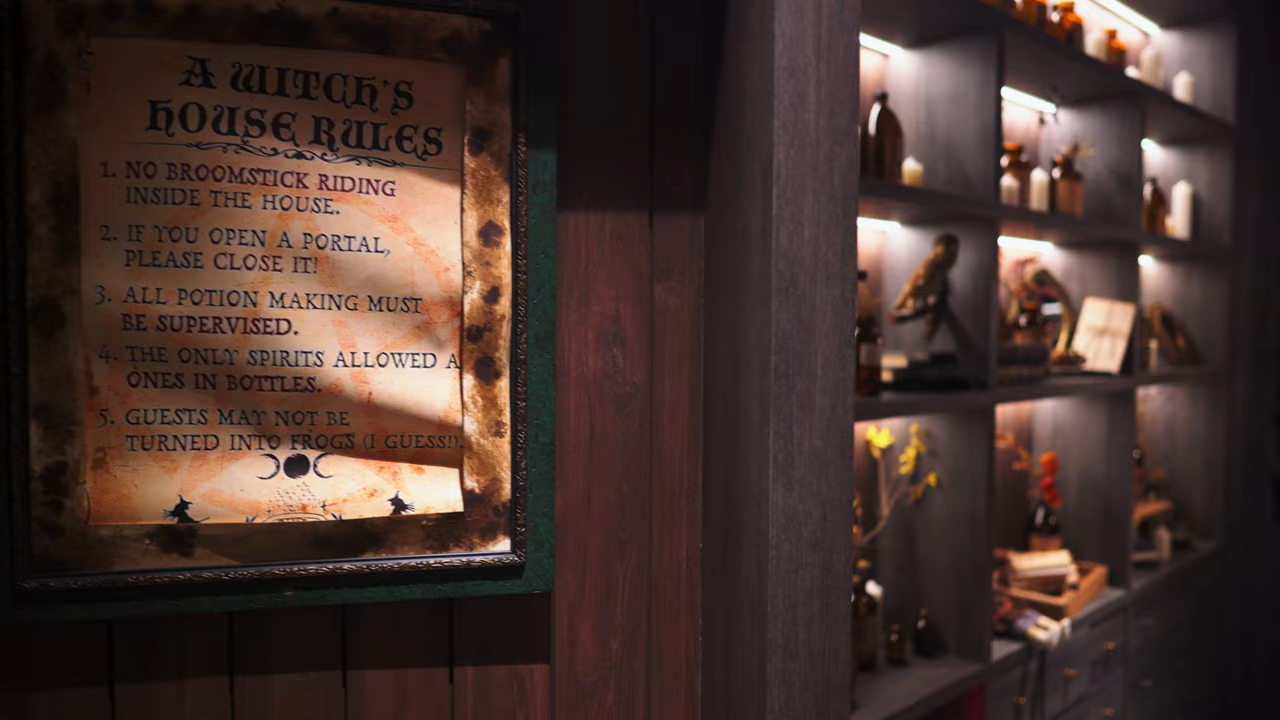 A WITCH'S
HOUSE RULES
1. NO BROOMSTICK RIDING
INSIDE THE HOUSE.
2. IF YOU OPEN A PORTAL,
PLEASE CLOSE IT!
3. ALL POTION MAKING MUST
BE SUPERVISED.
4. THE ONLY SPIRITS ALLOWED A
ONES IN BOTTLES.
5. GUESTS MAY NOT BE
TURNED INTO FROGS (I GUESS!).